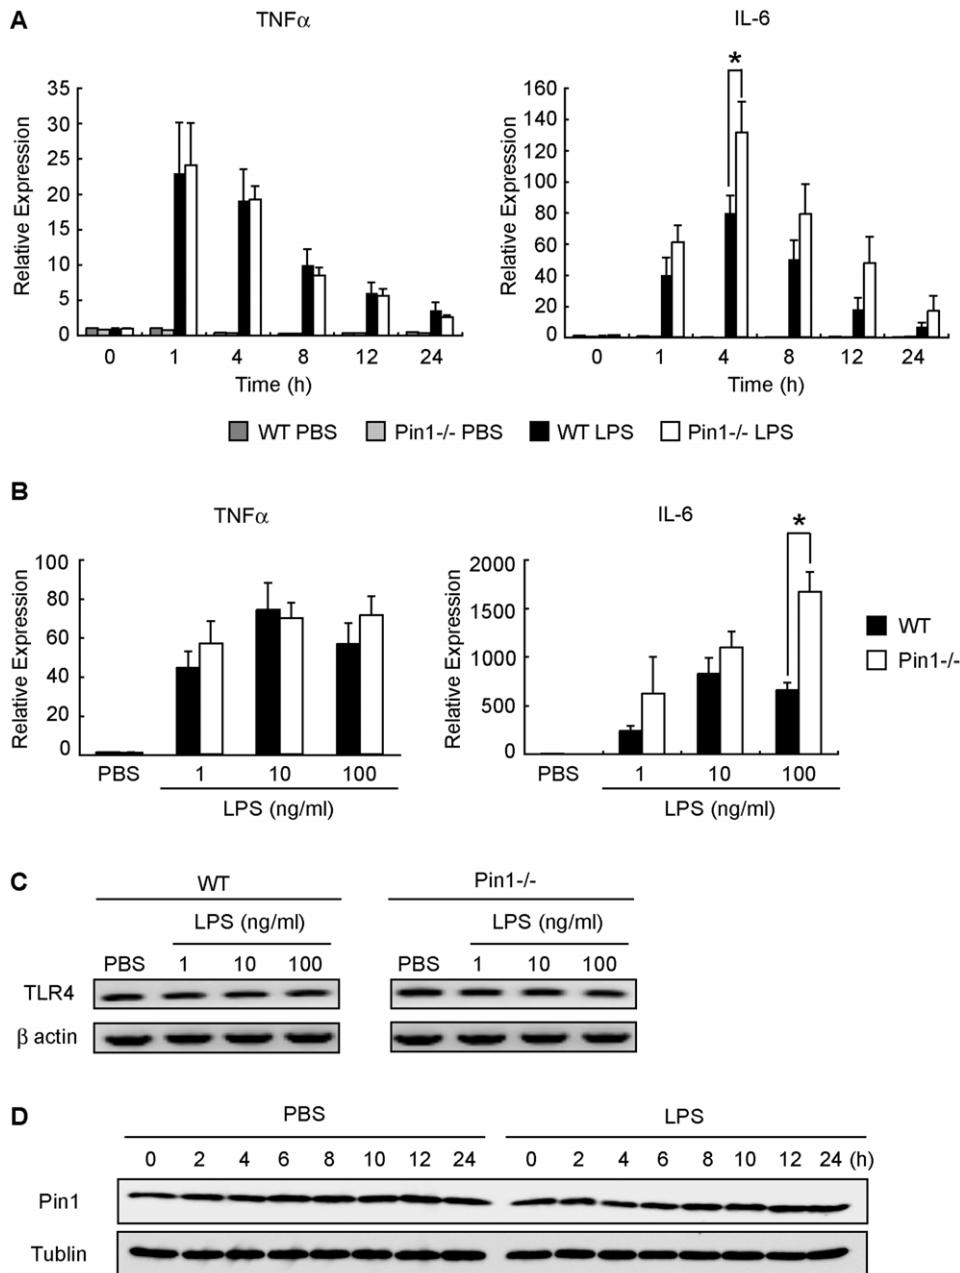 A
TNFα
IL-6
*
Relative Expression
35
30
25
20
15
10
5
0
0 1 4 8 12 24
Time (h)
Relative Expression
160
140
120
100
80
60
40
20
0
0 1 4 8 12 24
Time (h)
WT PBS Pin1-/- PBS WT LPS Pin1-/- LPS
B
TNFα
IL-6
*
Relative Expression
100
80
60
40
20
0
PBS 1 10 100
LPS (ng/ml)
Relative Expression
2000
1500
1000
500
0
PBS 1 10 100
LPS (ng/ml)
WT
Pin1-/-
C
WT Pin1-/-
LPS (ng/ml) LPS (ng/ml)
PBS 1 10 100 PBS 1 10 100
TLR4
β actin
D
PBS LPS
0 2 4 6 8 10 12 24 0 2 4 6 8 10 12 24 (h)
Pin1
Tublin